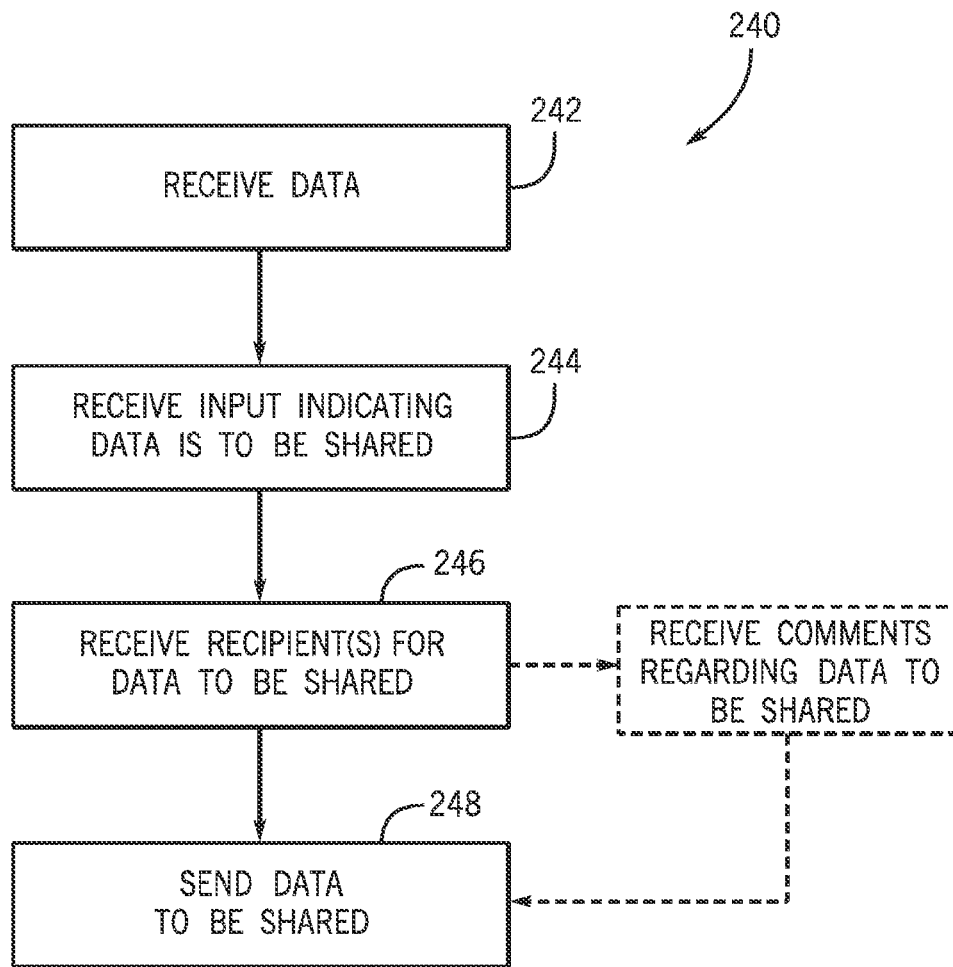 240
242
RECEIVE DATA
244
RECEIVE INPUT INDICATING
DATA IS TO BE SHARED
246
RECEIVE RECIPIENT(S) FOR
DATA TO BE SHARED
RECEIVE COMMENTS
REGARDING DATA TO
BE SHARED
248
SEND DATA
TO BE SHARED